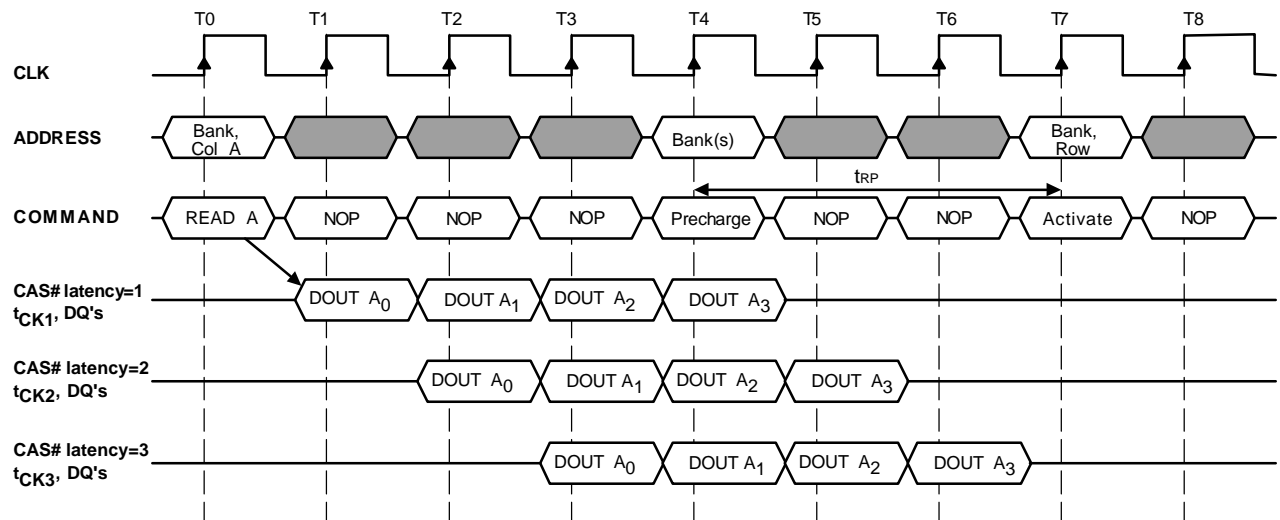 T0 T1 T2 T3 T4 T5 T6 T7 T8
CLK
ADDRESS
Bank, Col A
Bank(s)
Bank, Row
tRP
COMMAND READ A NOP NOP NOP Precharge NOP NOP Activate NOP
CAS# latency=1
tCK1, DQ's
DOUT A0 DOUT A1 DOUT A2 DOUT A3
CAS# latency=2
tCK2, DQ's
DOUT A0 DOUT A1 DOUT A2 DOUT A3
CAS# latency=3
tCK3, DQ's
DOUT A0 DOUT A1 DOUT A2 DOUT A3